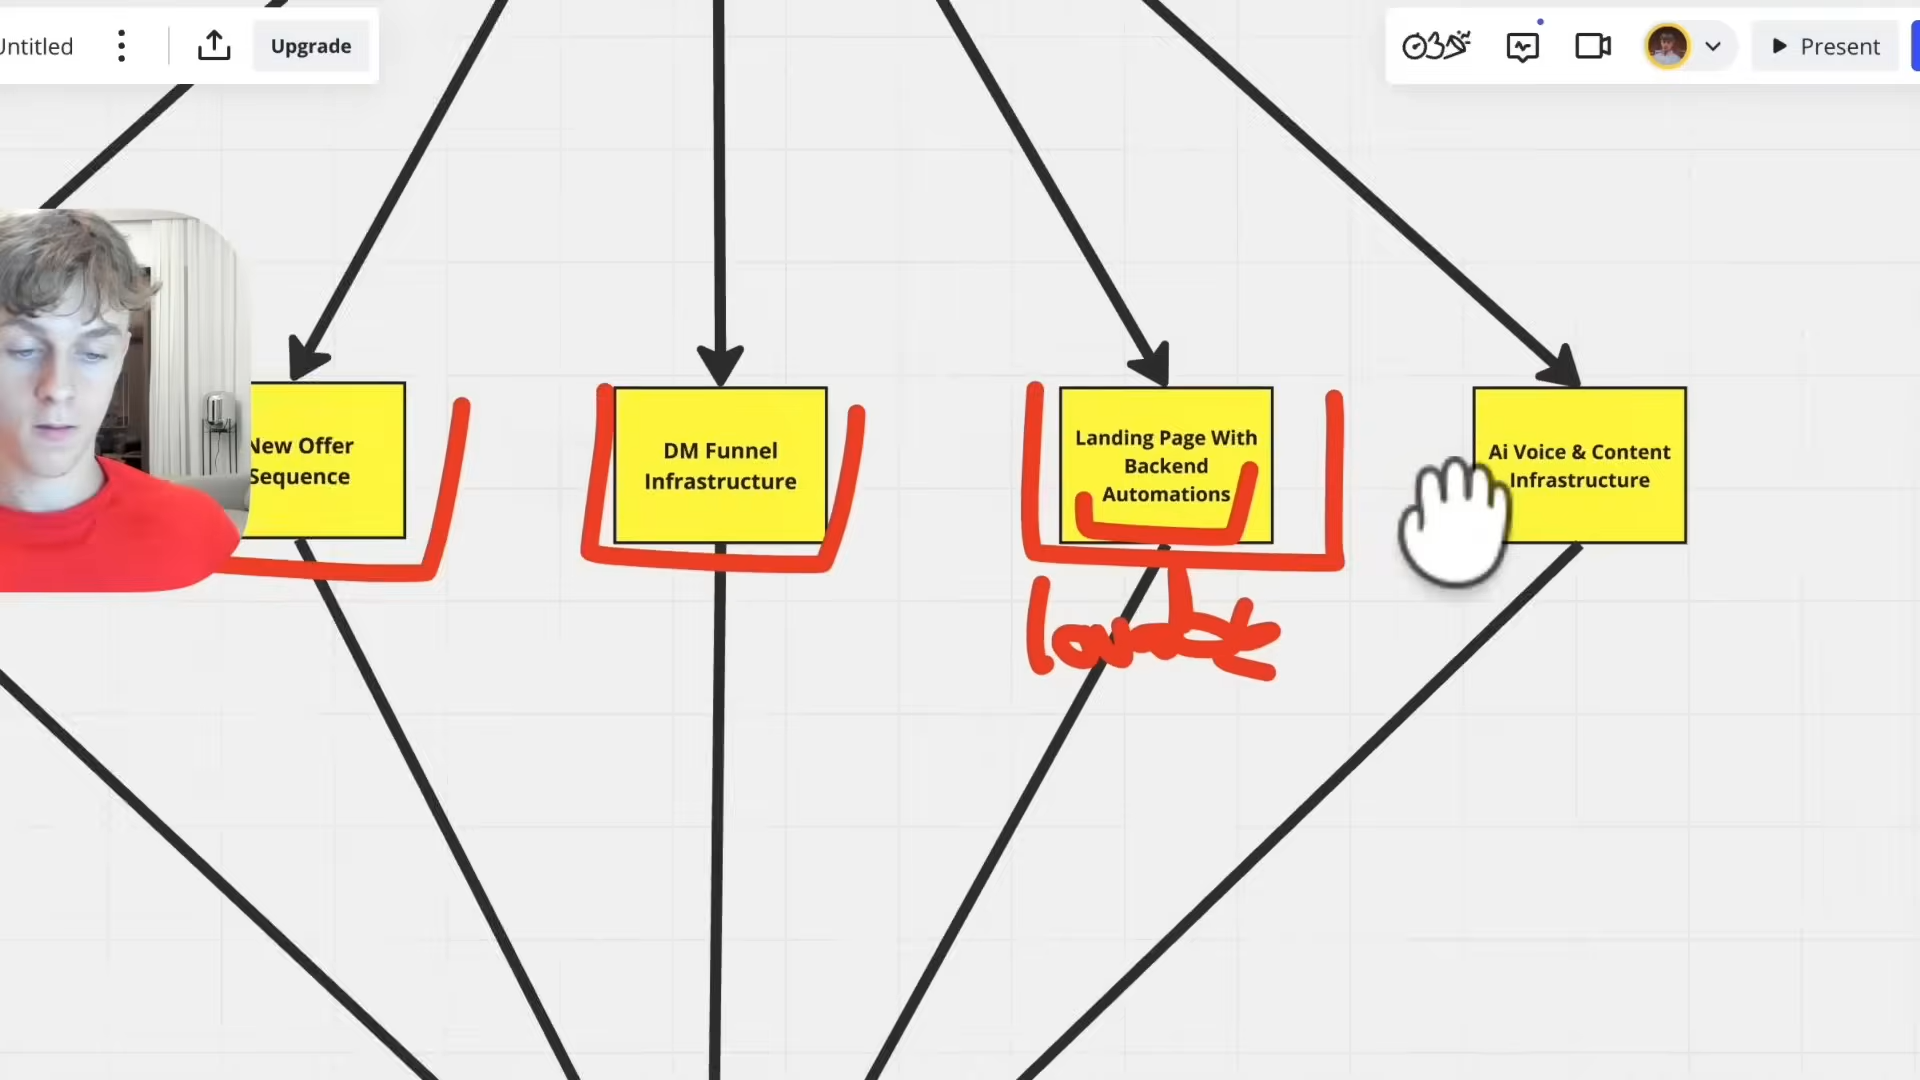 Untitled
Upgrade
Present
New Offer
Sequence
DM Funnel
Infrastructure
Landing Page With
Backend
Automations
Ai Voice & Content
Infrastructure